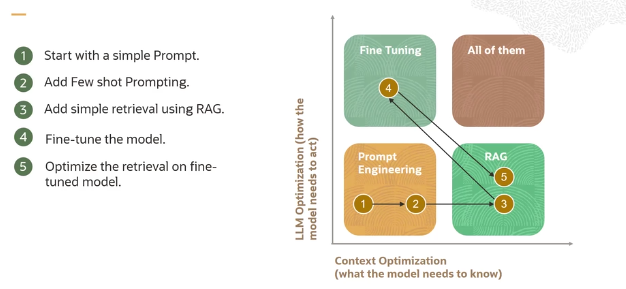 1 Start with a simple Prompt.
2 Add Few shot Prompting.
3 Add simple retrieval using RAG.
4 Fine-tune the model.
5 Optimize the retrieval on fine-
tuned model.
LLM Optimization (how the
model needs to act)
Fine Tuning
All of them
4
Prompt
Engineering
RAG
5
1
2
3
Context Optimization
(what the model needs to know)